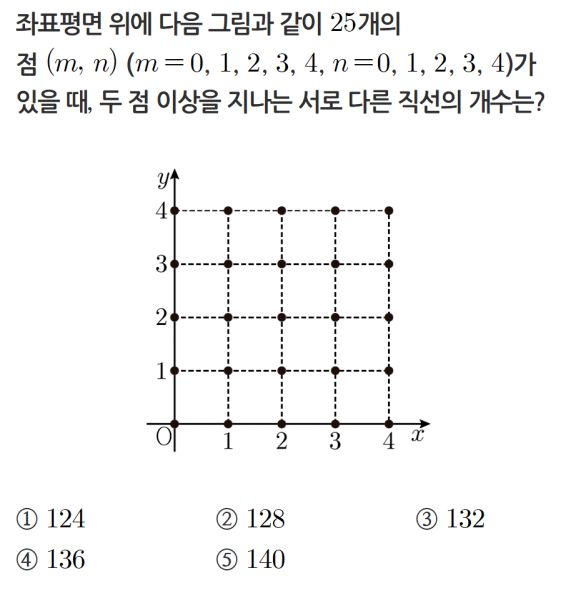 좌표평면 위에 다음 그림과 같이 25개의
점 (m, n) (m=0, 1, 2, 3, 4, n=0, 1, 2, 3, 4)가
있을 때, 두 점 이상을 지나는 서로 다른 직선의 개수는?
y
4
3
2
1
O 1 2 3 4 x
① 124 ② 128 ③ 132
④ 136 ⑤ 140